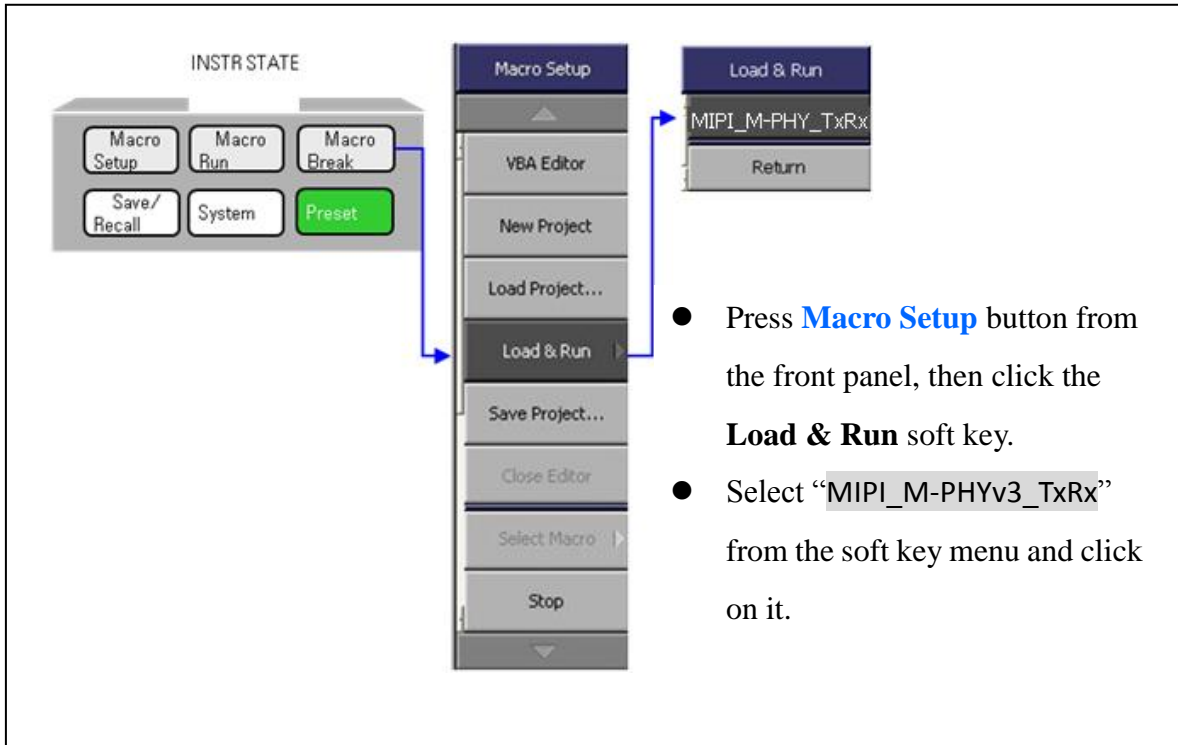 INSTR STATE
Macro Setup
Macro Run
Macro Break
Save/ Recall
System
Preset
Macro Setup
VBA Editor
New Project
Load Project...
Load & Run
Save Project...
Close Editor
Select Macro
Stop
Load & Run
MIPI_M-PHY_TxRx
Return
● Press Macro Setup button from
the front panel, then click the
Load & Run soft key.
● Select “MIPI_M-PHYv3_TxRx”
from the soft key menu and click
on it.